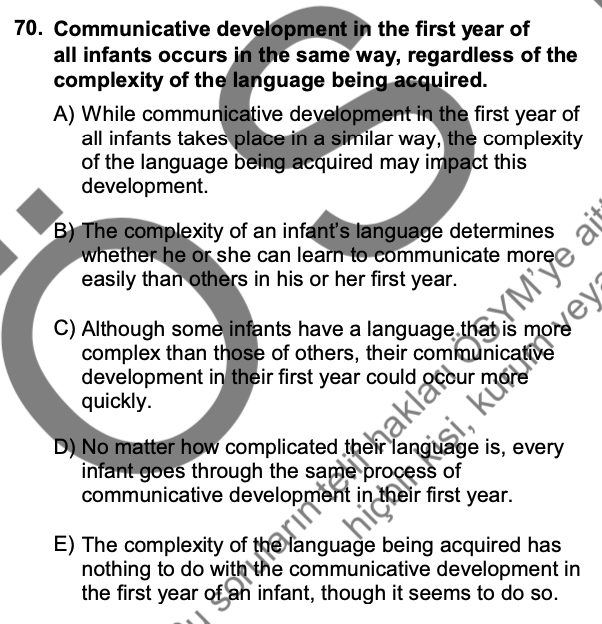 70. Communicative development in the first year of
all infants occurs in the same way, regardless of the
complexity of the language being acquired.
A) While communicative development in the first year of
all infants takes place in a similar way, the complexity
of the language being acquired may impact this
development.
B) The complexity of an infant's language determines
whether he or she can learn to communicate more
easily than others in his or her first year.
C) Although some infants have a language that is more
complex than those of others, their communicative
development in their first year could occur more
quickly.
D) No matter how complicated their language is, every
infant goes through the same process of
communicative development in their first year.
E) The complexity of the language being acquired has
nothing to do with the communicative development in
the first year of an infant, though it seems to do so.
ÖS
soruların telif hakları ÖSYM'ye ait
hiçbir kişi, kurum vey